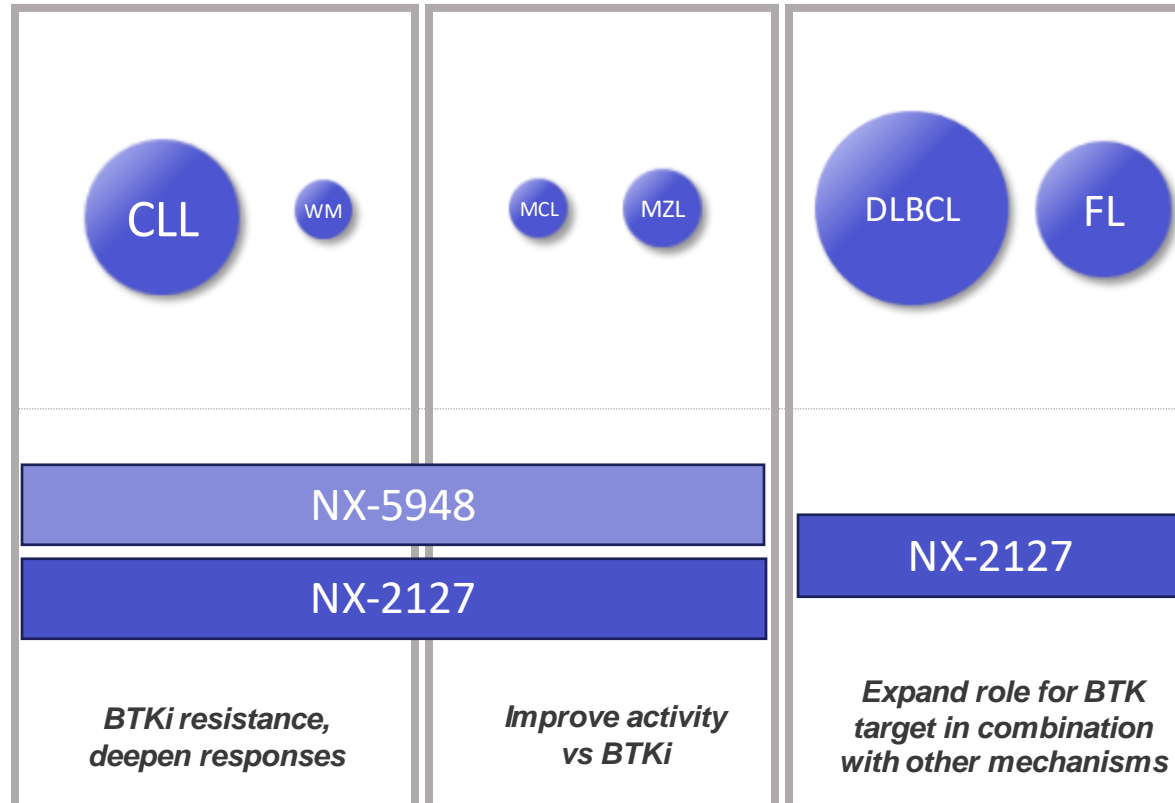 CLL
WM
MCL
MZL
DLBCL
FL
NX-5948
NX-2127
NX-2127
BTKi resistance,
deepen responses
Improve activity
vs BTKi
Expand role for BTK
target in combination
with other mechanisms